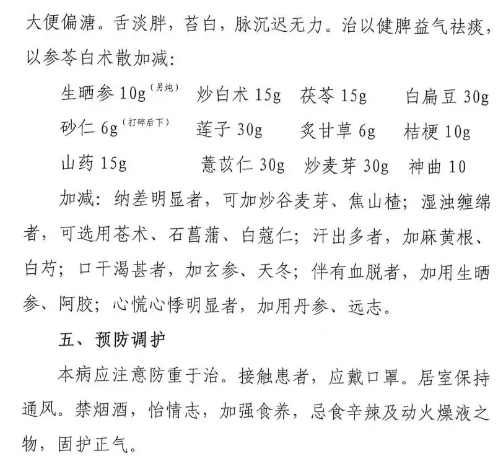 大便偏溏。舌淡胖，苔白，脉沉迟无力。治以健脾益气祛痰，
以参苓白术散加减：
生晒参 10g（另炖） 炒白术 15g 茯苓 15g 白扁豆 30g
砂仁 6g（打碎后下） 莲子 30g 炙甘草 6g 桔梗 10g
山药 15g 薏苡仁 30g 炒麦芽 30g 神曲 10
加减：纳差明显者，可加炒谷麦芽、焦山楂；湿浊缠绵
者，可选用苍术、石菖蒲、白蔻仁；汗出多者，加麻黄根、
白芍；口干渴甚者，加玄参、天冬；伴有血脱者，加用生晒
参、阿胶；心慌心悸明显者，加用丹参、远志。
五、预防调护
本病应注意防重于治。接触患者，应戴口罩。居室保持
通风。禁烟酒，怡情志，加强食养，忌食辛辣及动火燥液之
物，固护正气。